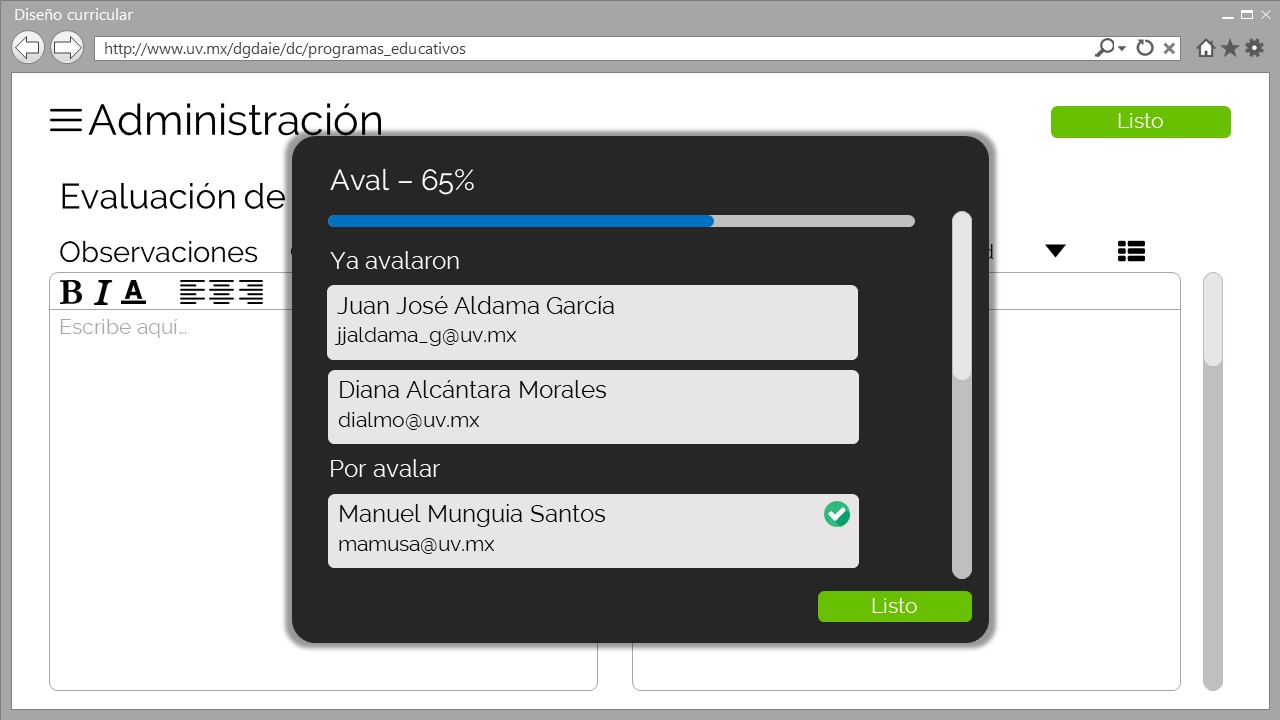 Diseño curricular
http://www.uv.mx/dgdaie/dc/programas_educativos
Administración
Listo
Evaluación de
Observaciones
B I A
Escribe aquí...
Aval – 65%
Ya avalaron
Juan José Aldama García
jjaldama_g@uv.mx
Diana Alcántara Morales
dialmo@uv.mx
Por avalar
Manuel Munguia Santos
mamusa@uv.mx
Listo